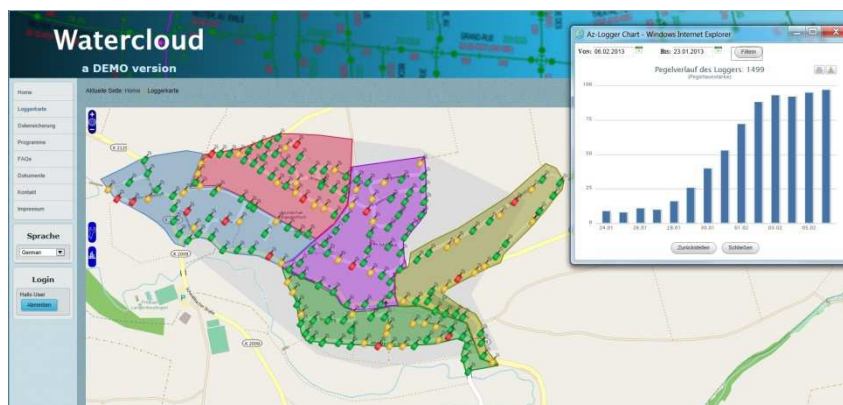 Watercloud
a DEMO version
Home
Loggerkarte
Datensicherung
Programme
FAQs
Dokumente
Kontakt
Impressum
Sprache
German
Login
Hallo User
Abmelden
Aktuelle Seite: Home Loggerkarte
K 2006
Az-Logger Chart - Windows Internet Explorer
Von: 06.02.2013 Bis: 23.01.2013 Filtern
Pegelverlauf des Loggers: 1499
(Pegellautstärke)
100
75
50
25
0
24.01 26.01 28.01 30.01 01.02 03.02 05.02
Zurückstellen Schließen